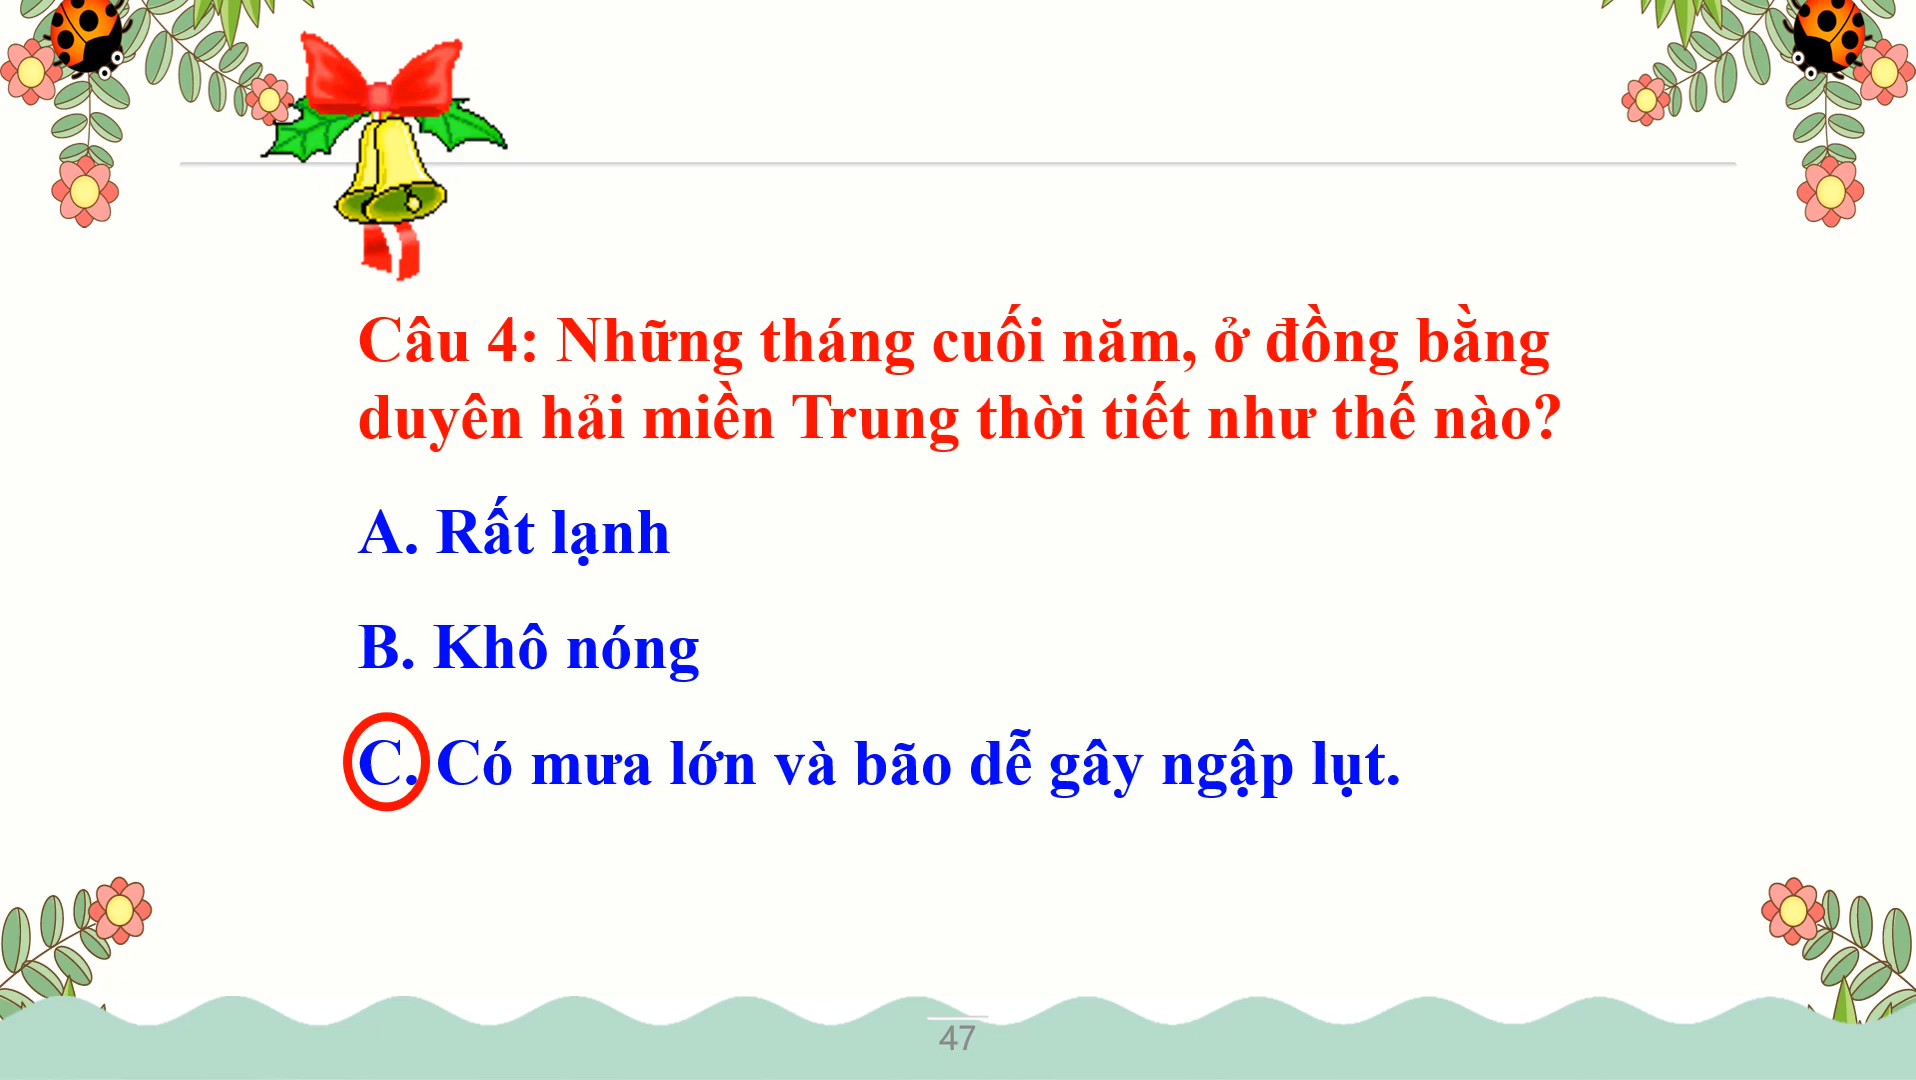 Câu 4: Những tháng cuối năm, ở đồng bằng
duyên hải miền Trung thời tiết như thế nào?
A. Rất lạnh
B. Khô nóng
C. Có mưa lớn và bão dễ gây ngập lụt.
47